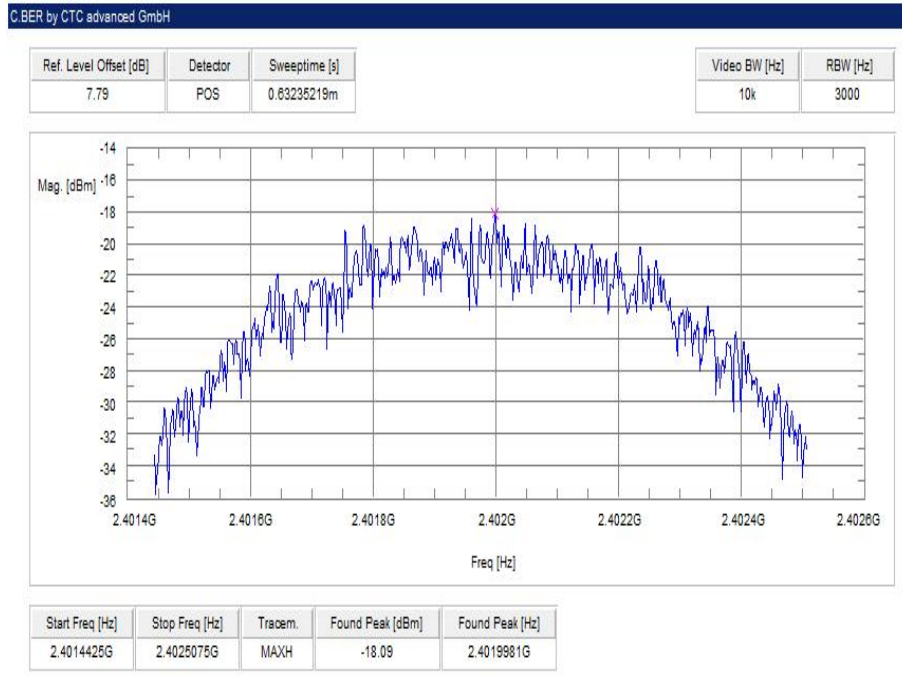 C.BER by CTC advanced GmbH
Ref. Level Offset [dB] Detector Sweeptime [s] Video BW [Hz] RBW [Hz]
7.79 POS 0.63235219m 10k 3000
Mag. [dBm]
-14
-16
-18
-20
-22
-24
-26
-28
-30
-32
-34
-36
2.4014G 2.4016G 2.4018G 2.402G 2.4022G 2.4024G 2.4026G
Freq [Hz]
Start Freq [Hz] Stop Freq [Hz] Tracem. Found Peak [dBm] Found Peak [Hz]
2.4014425G 2.4025075G MAXH -18.09 2.4019981G